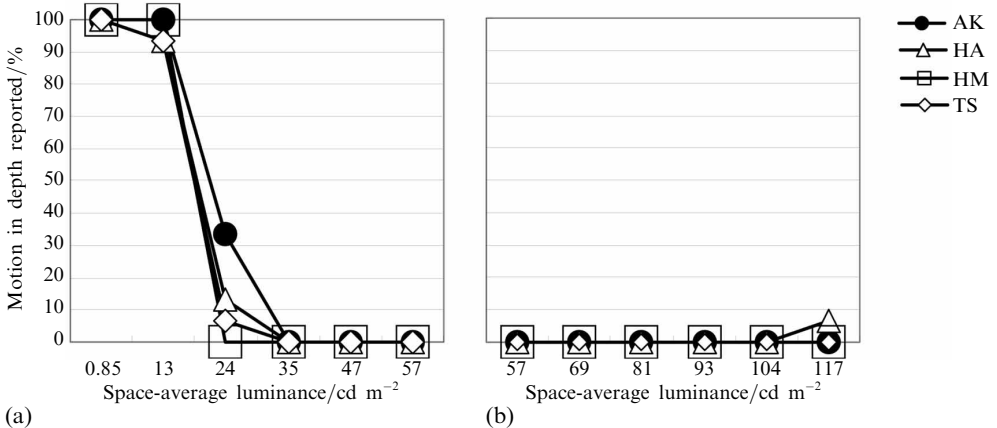 Motion in depth reported/%
100
90
80
70
60
50
40
30
20
10
0
0.85 13 24 35 47 57
Space-average luminance/cd m⁻²
(a)
57 69 81 93 104 117
Space-average luminance/cd m⁻²
(b)
AK
HA
HM
TS